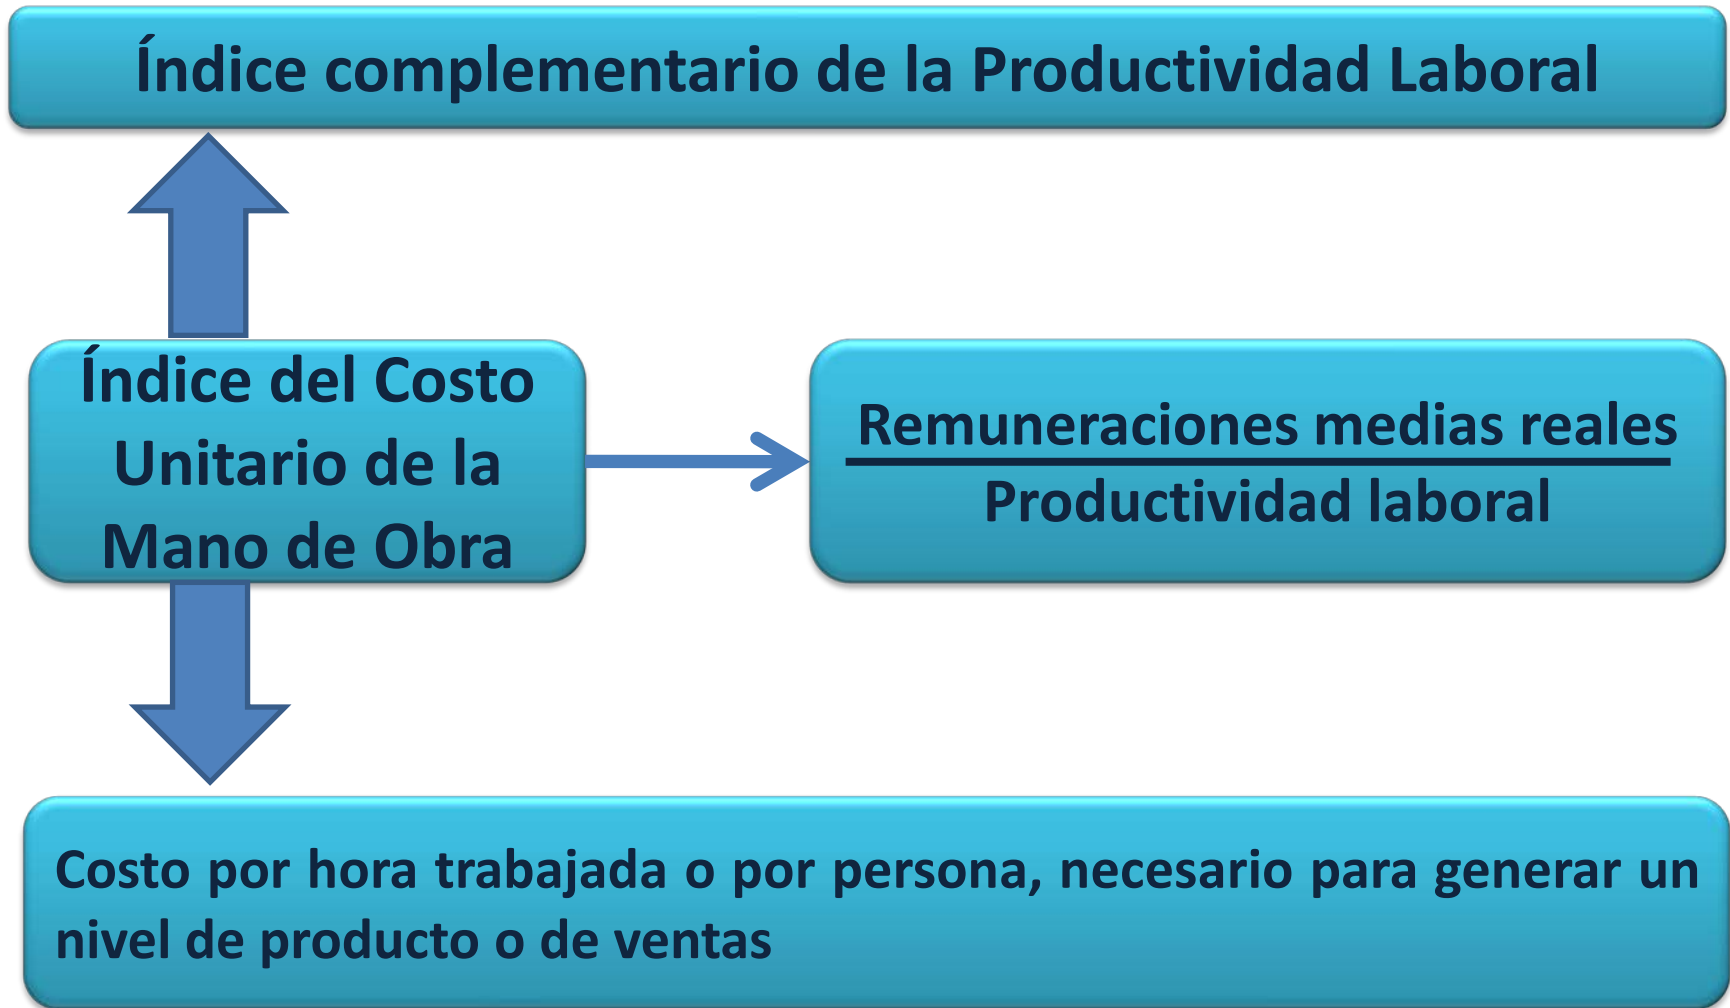 Índice complementario de la Productividad Laboral
Índice del Costo
Unitario de la
Mano de Obra
Remuneraciones medias reales
Productividad laboral
Costo por hora trabajada o por persona, necesario para generar un
nivel de producto o de ventas